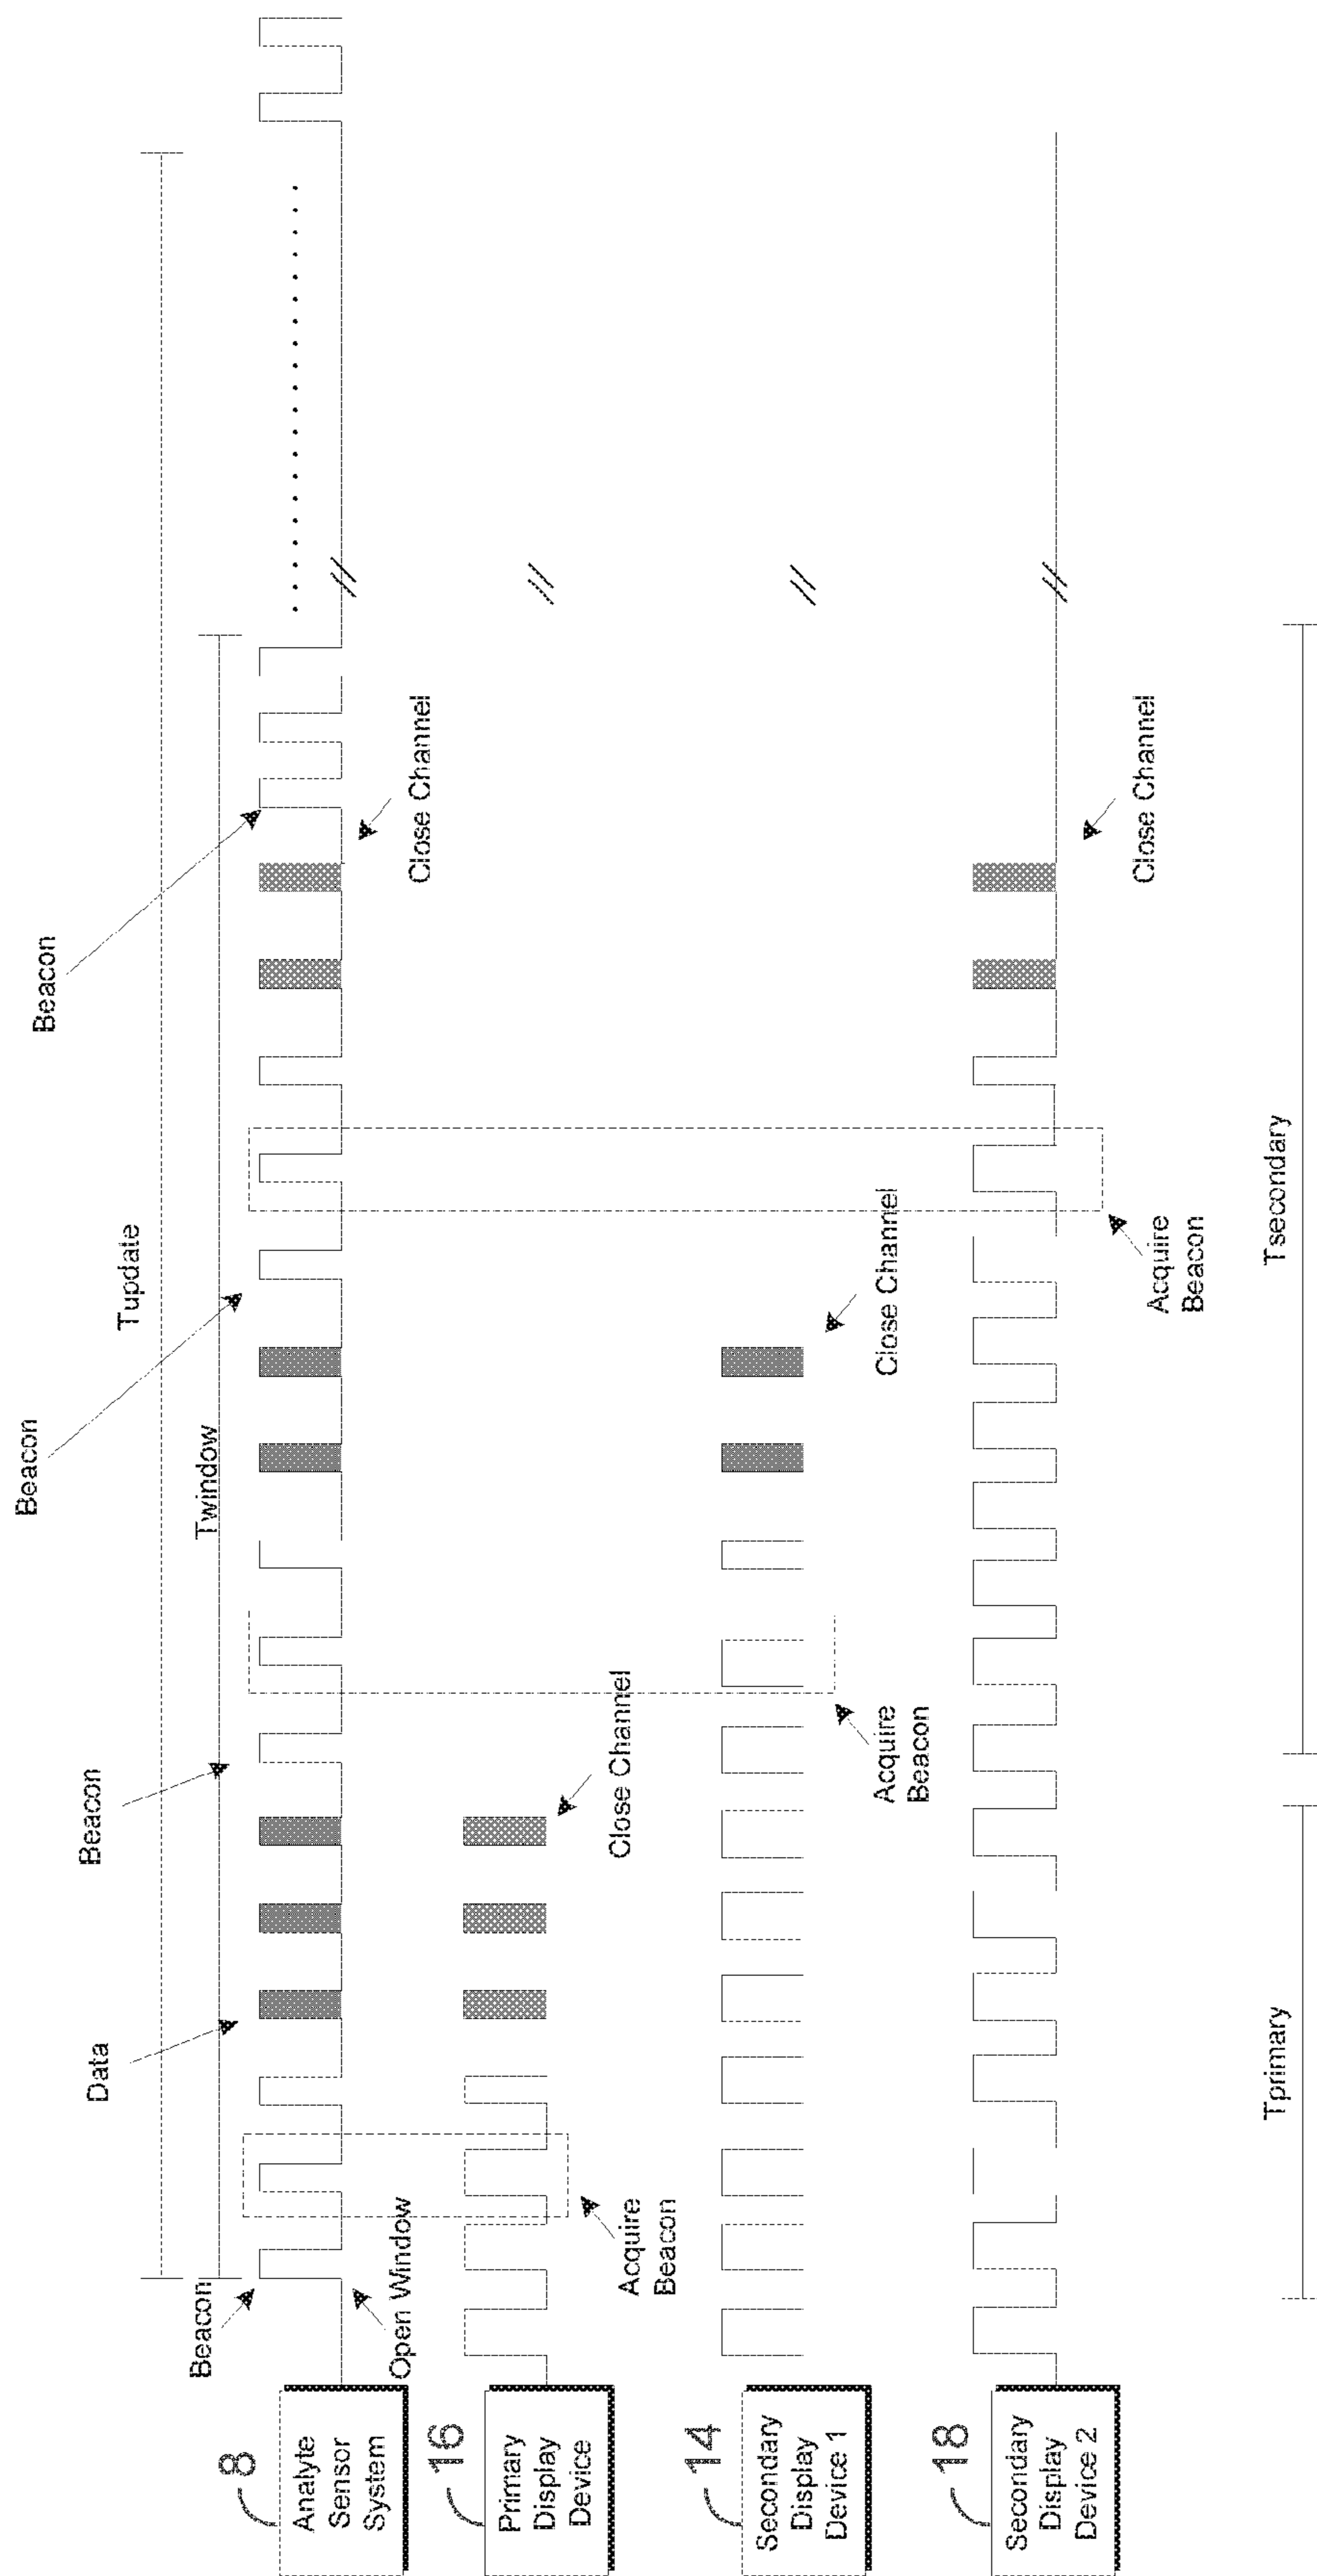 Beacon
Beacon
Tupdate
Twindow
Beacon
Data
Beacon
Open Window
Close Channel
8
Analyte
Sensor
System
16
Primary
Display
Device
Acquire
Beacon
Close Channel
14
Secondary
Display
Device 1
Acquire
Beacon
Close Channel
18
Secondary
Display
Device 2
Acquire
Beacon
Close Channel
Tprimary
Tsecondary